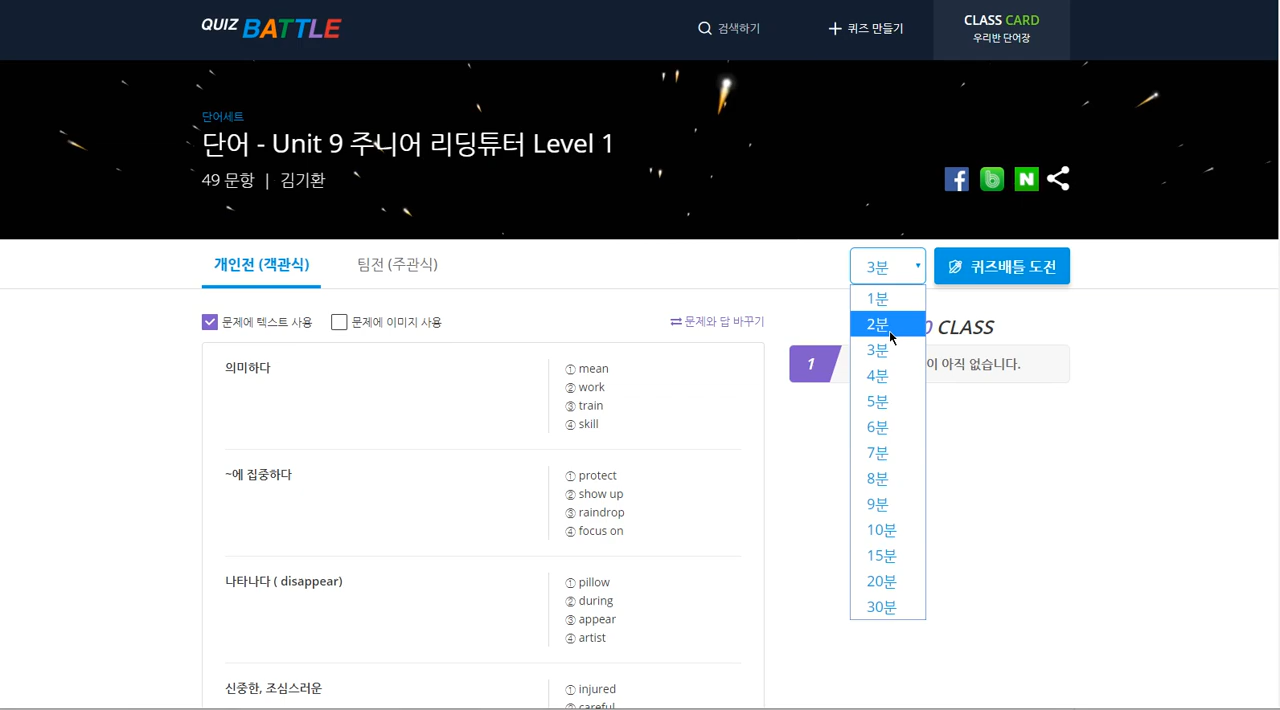 QUIZ BATTLE
검색하기
퀴즈 만들기
CLASS CARD
우리반 단어장
단어세트
단어 - Unit 9 주니어 리딩튜터 Level 1
49 문항 | 김기환
개인전 (객관식)
팀전 (주관식)
3분
퀴즈배틀 도전
문제에 텍스트 사용
문제에 이미지 사용
문제와 답 바꾸기
의미하다
① mean
② work
③ train
④ skill
~에 집중하다
① protect
② show up
③ raindrop
④ focus on
나타나다 ( disappear)
① pillow
② during
③ appear
④ artist
신중한, 조심스러운
① injured
② careful
1분
2분
3분
4분
5분
6분
7분
8분
9분
10분
15분
20분
30분
CLASS
1
이 아직 없습니다.